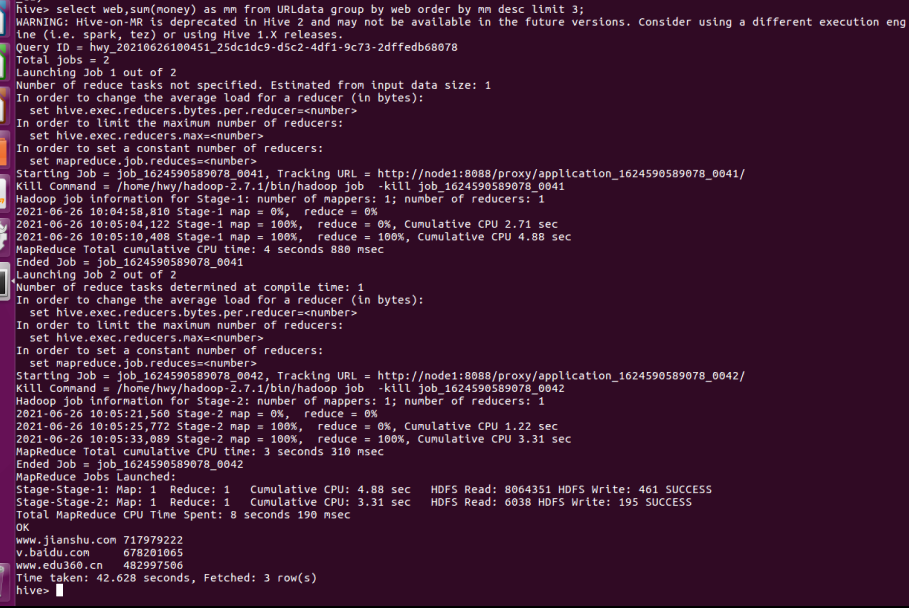 hive> select web,sum(money) as mm from URLdata group by web order by mm desc limit 3;
WARNING: Hive-on-MR is deprecated in Hive 2 and may not be available in the future versions. Consider using a different execution eng
ine (i.e. spark, tez) or using Hive 1.X releases.
Query ID = hwy_20210626100451_25dc1dc9-d5c2-4df1-9c73-2dffedb68078
Total jobs = 2
Launching Job 1 out of 2
Number of reduce tasks not specified. Estimated from input data size: 1
In order to change the average load for a reducer (in bytes):
  set hive.exec.reducers.bytes.per.reducer=<number>
In order to limit the maximum number of reducers:
  set hive.exec.reducers.max=<number>
In order to set a constant number of reducers:
  set mapreduce.job.reduces=<number>
Starting Job = job_1624590589078_0041, Tracking URL = http://node1:8088/proxy/application_1624590589078_0041/
Kill Command = /home/hwy/hadoop-2.7.1/bin/hadoop job  -kill job_1624590589078_0041
Hadoop job information for Stage-1: number of mappers: 1; number of reducers: 1
2021-06-26 10:04:58,810 Stage-1 map = 0%,  reduce = 0%
2021-06-26 10:05:04,122 Stage-1 map = 100%,  reduce = 0%, Cumulative CPU 2.71 sec
2021-06-26 10:05:10,408 Stage-1 map = 100%,  reduce = 100%, Cumulative CPU 4.88 sec
MapReduce Total cumulative CPU time: 4 seconds 880 msec
Ended Job = job_1624590589078_0041
Launching Job 2 out of 2
Number of reduce tasks determined at compile time: 1
In order to change the average load for a reducer (in bytes):
  set hive.exec.reducers.bytes.per.reducer=<number>
In order to limit the maximum number of reducers:
  set hive.exec.reducers.max=<number>
In order to set a constant number of reducers:
  set mapreduce.job.reduces=<number>
Starting Job = job_1624590589078_0042, Tracking URL = http://node1:8088/proxy/application_1624590589078_0042/
Kill Command = /home/hwy/hadoop-2.7.1/bin/hadoop job  -kill job_1624590589078_0042
Hadoop job information for Stage-2: number of mappers: 1; number of reducers: 1
2021-06-26 10:05:21,560 Stage-2 map = 0%,  reduce = 0%
2021-06-26 10:05:25,772 Stage-2 map = 100%,  reduce = 0%, Cumulative CPU 1.22 sec
2021-06-26 10:05:33,089 Stage-2 map = 100%,  reduce = 100%, Cumulative CPU 3.31 sec
MapReduce Total cumulative CPU time: 3 seconds 310 msec
Ended Job = job_1624590589078_0042
MapReduce Jobs Launched:
Stage-Stage-1: Map: 1  Reduce: 1   Cumulative CPU: 4.88 sec   HDFS Read: 8064351 HDFS Write: 461 SUCCESS
Stage-Stage-2: Map: 1  Reduce: 1   Cumulative CPU: 3.31 sec   HDFS Read: 6038 HDFS Write: 195 SUCCESS
Total MapReduce CPU Time Spent: 8 seconds 190 msec
OK
www.jianshu.com 717979222
v.baidu.com     678201065
www.edu360.cn   482997506
Time taken: 42.628 seconds, Fetched: 3 row(s)
hive>